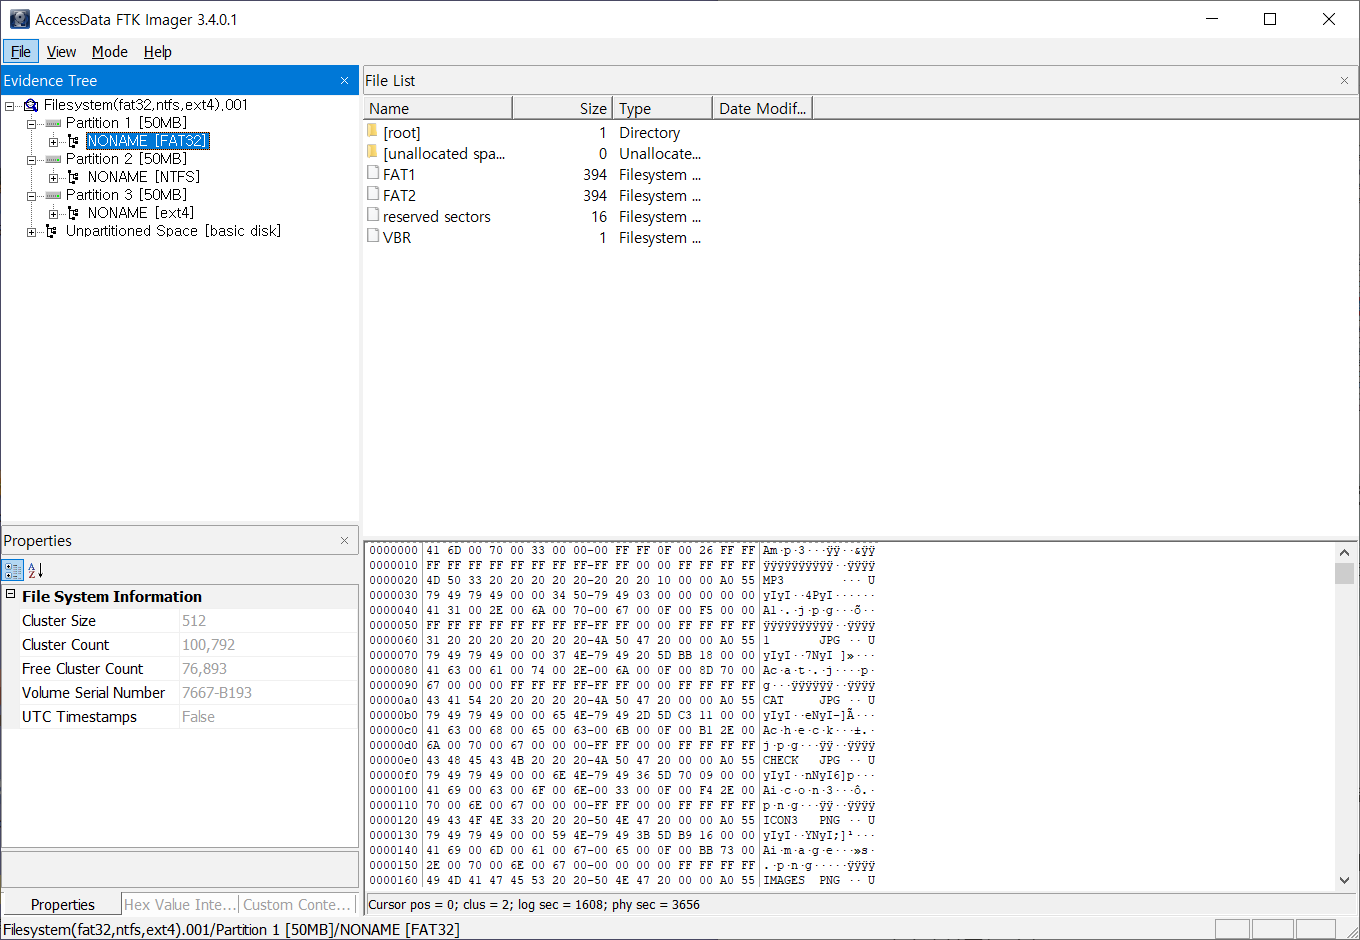 AccessData FTK Imager 3.4.0.1
File View Mode Help
Evidence Tree
Filesystem(fat32,ntfs,ext4),001
Partition 1 [50MB]
NONAME [FAT32]
Partition 2 [50MB]
NONAME [NTFS]
Partition 3 [50MB]
NONAME [ext4]
Unpartitioned Space [basic disk]
File List
Name Size Type Date Modif...
[root] 1 Directory
[unallocated spa... 0 Unallocate...
FAT1 394 Filesystem ...
FAT2 394 Filesystem ...
reserved sectors 16 Filesystem ...
VBR 1 Filesystem ...
Properties
File System Information
Cluster Size 512
Cluster Count 100,792
Free Cluster Count 76,893
Volume Serial Number 7667-B193
UTC Timestamps False
Properties Hex Value Inte... Custom Conte...
0000000 41 6D 00 70 00 33 00 00-00 FF FF 0F 00 26 FF FF Am·p·3···ÿÿ··&ÿÿ
0000010 FF FF FF FF FF FF FF FF-FF FF 00 00 FF FF FF FF ÿÿÿÿÿÿÿÿÿÿ··ÿÿÿÿ
0000020 4D 50 33 20 20 20 20 20-20 20 20 10 00 00 A0 55 MP3 ··· U
0000030 79 49 79 49 00 00 34 50-79 49 03 00 00 00 00 00 yIyI··4PyI······
0000040 41 31 00 2E 00 6A 00 70-00 67 00 0F 00 F5 00 00 A1·.·j·p·g···õ··
0000050 FF FF FF FF FF FF FF FF-FF FF 00 00 FF FF FF FF ÿÿÿÿÿÿÿÿÿÿ··ÿÿÿÿ
0000060 31 20 20 20 20 20 20 20-4A 50 47 20 00 00 A0 55 1 JPG ·· U
0000070 79 49 79 49 00 00 37 4E-79 49 20 5D BB 18 00 00 yIyI··7NyI ]»···
0000080 41 63 00 61 00 74 00 2E-00 6A 00 0F 00 8D 70 00 Ac·a·t·.·j····p·
0000090 67 00 00 00 FF FF FF FF-FF FF 00 00 FF FF FF FF g···ÿÿÿÿÿÿ··ÿÿÿÿ
00000a0 43 41 54 20 20 20 20 20-4A 50 47 20 00 00 A0 55 CAT JPG ·· U
00000b0 79 49 79 49 00 00 65 4E-79 49 2D 5D C3 11 00 00 yIyI··eNyI-]Ã···
00000c0 41 63 00 68 00 65 00 63-00 6B 00 0F 00 B1 2E 00 Ac·h·e·c·k···±.·
00000d0 6A 00 70 00 67 00 00 00-FF FF 00 00 FF FF FF FF j·p·g···ÿÿ··ÿÿÿÿ
00000e0 43 48 45 43 4B 20 20 20-4A 50 47 20 00 00 A0 55 CHECK JPG ·· U
00000f0 79 49 79 49 00 00 6E 4E-79 49 36 5D 70 09 00 00 yIyI··nNyI6]p···
0000100 41 69 00 63 00 6F 00 6E-00 33 00 0F 00 F4 2E 00 Ai·c·o·n·3···ô.·
0000110 70 00 6E 00 67 00 00 00-FF FF 00 00 FF FF FF FF p·n·g···ÿÿ··ÿÿÿÿ
0000120 49 43 4F 4E 33 20 20 20-50 4E 47 20 00 00 A0 55 ICON3 PNG ·· U
0000130 79 49 79 49 00 00 59 4E-79 49 3B 5D B9 16 00 00 yIyI··YNyI;]¹···
0000140 41 69 00 6D 00 61 00 67-00 65 00 0F 00 BB 73 00 Ai·m·a·g·e···»s·
0000150 2E 00 70 00 6E 00 67 00-00 00 00 00 FF FF FF FF .·p·n·g·····ÿÿÿÿ
0000160 49 4D 41 47 45 53 20 20-50 4E 47 20 00 00 A0 55 IMAGES PNG ·· U
Cursor pos = 0; clus = 2; log sec = 1608; phy sec = 3656
Filesystem(fat32,ntfs,ext4).001/Partition 1 [50MB]/NONAME [FAT32]